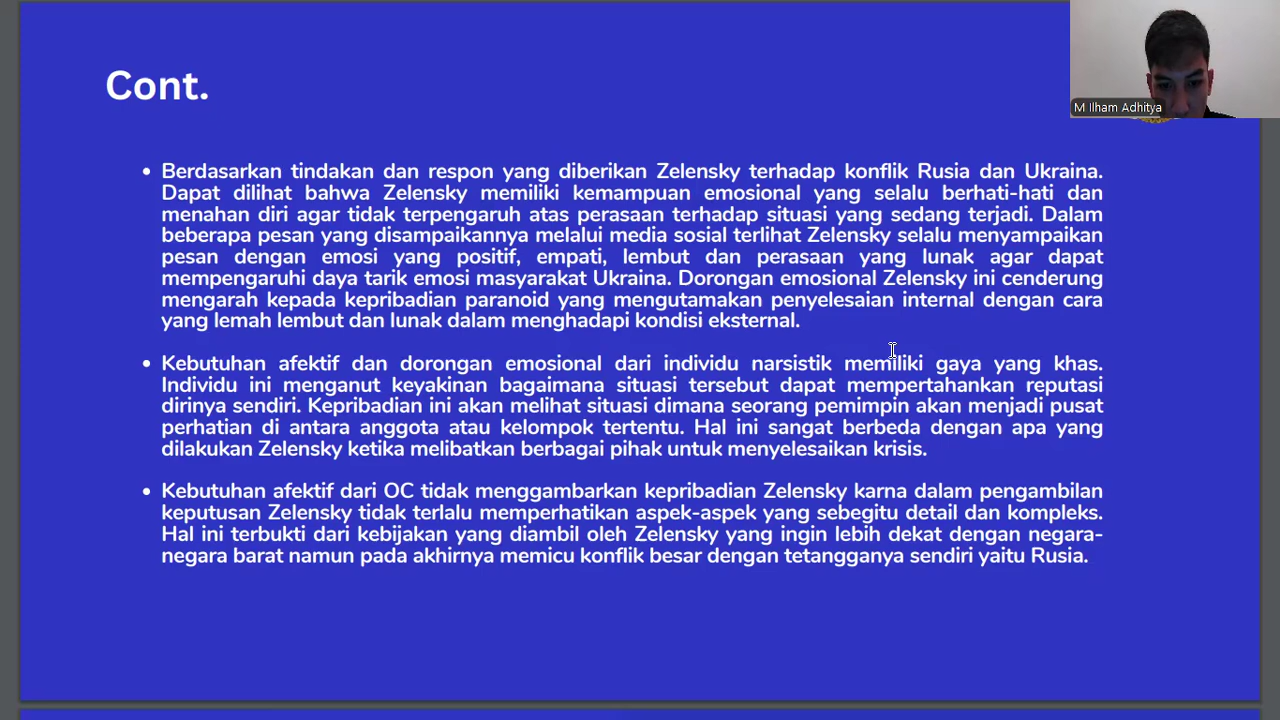 Cont.
M Ilham Adhitya
• Berdasarkan tindakan dan respon yang diberikan Zelensky terhadap konflik Rusia dan Ukraina.
Dapat dilihat bahwa Zelensky memiliki kemampuan emosional yang selalu berhati-hati dan
menahan diri agar tidak terpengaruh atas perasaan terhadap situasi yang sedang terjadi. Dalam
beberapa pesan yang disampaikannya melalui media sosial terlihat Zelensky selalu menyampaikan
pesan dengan emosi yang positif, empati, lembut dan perasaan yang lunak agar dapat
mempengaruhi daya tarik emosi masyarakat Ukraina. Dorongan emosional Zelensky ini cenderung
mengarah kepada kepribadian paranoid yang mengutamakan penyelesaian internal dengan cara
yang lemah lembut dan lunak dalam menghadapi kondisi eksternal.
• Kebutuhan afektif dan dorongan emosional dari individu narsistik memiliki gaya yang khas.
Individu ini menganut keyakinan bagaimana situasi tersebut dapat mempertahankan reputasi
dirinya sendiri. Kepribadian ini akan melihat situasi dimana seorang pemimpin akan menjadi pusat
perhatian di antara anggota atau kelompok tertentu. Hal ini sangat berbeda dengan apa yang
dilakukan Zelensky ketika melibatkan berbagai pihak untuk menyelesaikan krisis.
• Kebutuhan afektif dari OC tidak menggambarkan kepribadian Zelensky karna dalam pengambilan
keputusan Zelensky tidak terlalu memperhatikan aspek-aspek yang sebegitu detail dan kompleks.
Hal ini terbukti dari kebijakan yang diambil oleh Zelensky yang ingin lebih dekat dengan negara-
negara barat namun pada akhirnya memicu konflik besar dengan tetangganya sendiri yaitu Rusia.